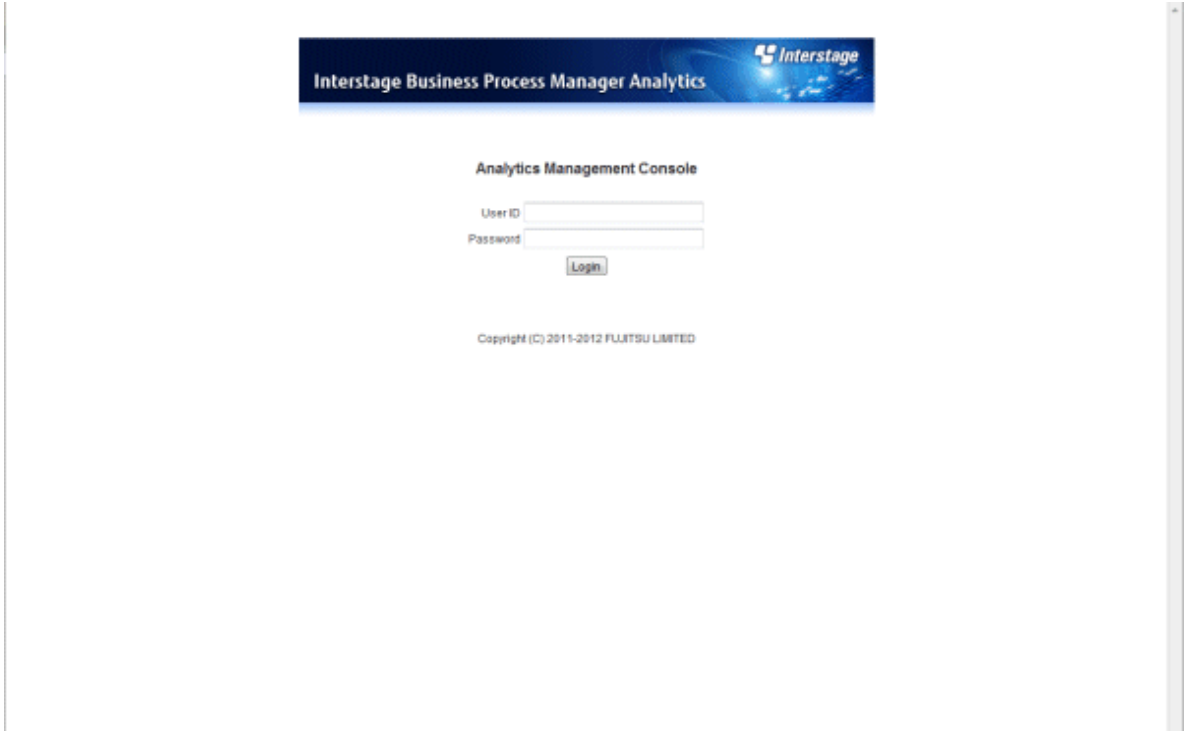 Interstage
Interstage Business Process Manager Analytics
Analytics Management Console
User ID
Password
Login
Copyright (C) 2011-2012 FUJITSU LIMITED